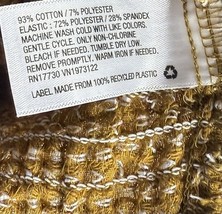 93% COTTON / 7% POLYESTER
ELASTIC : 72% POLYESTER / 28% SPANDEX
MACHINE WASH COLD WITH LIKE COLORS.
GENTLE CYCLE. ONLY NON-CHLORINE
BLEACH IF NEEDED. TUMBLE DRY LOW.
REMOVE PROMPTLY. WARM IRON IF NEEDED.
RN17730 VN1973122
LABEL MADE FROM 100% RECYCLED PLASTIC